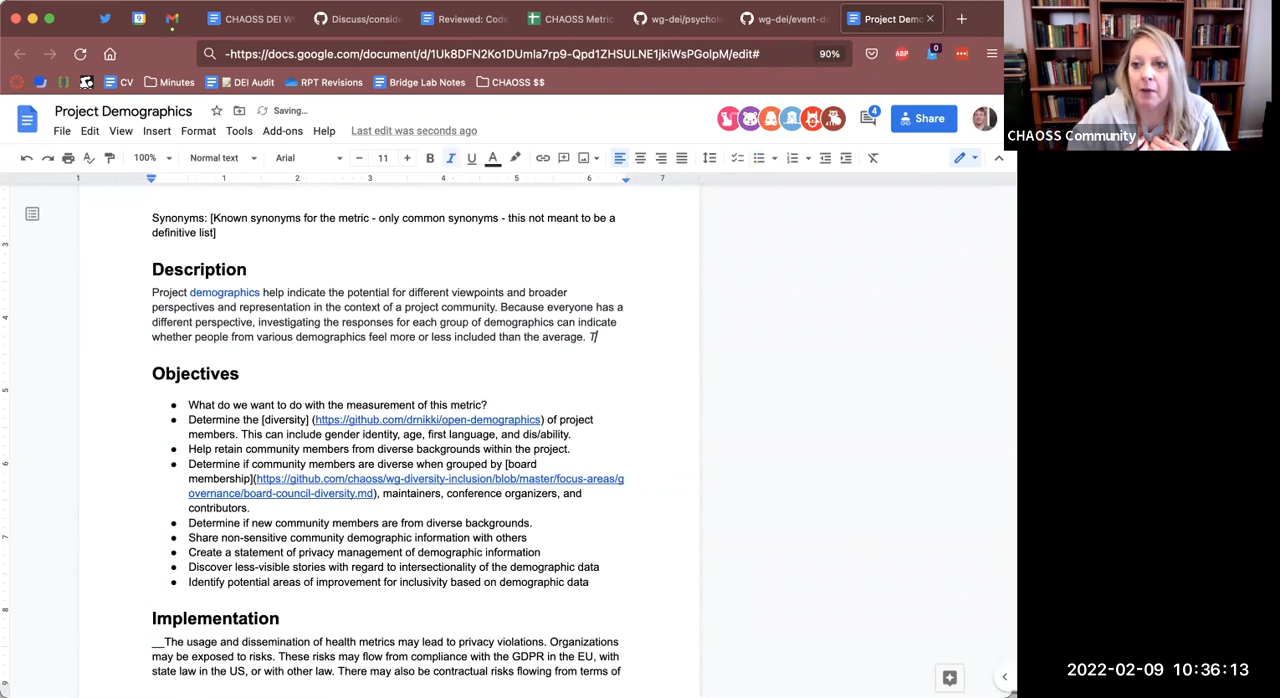 CHAOSS DEI W
Discuss/conside
Reviewed: Code
CHAOSS Metric
wg-dei/psychol
wg-dei/event-d
Project Demo
-https://docs.google.com/document/d/1Uk8DFN2Ko1DUmla7rp9-Qpd1ZHSULNE1jkiWsPGolpM/edit#
90%
ABP
0
CV
Minutes
DEI Audit
RPT Revisions
Bridge Lab Notes
CHAOSS $$
Project Demographics
Saving...
File Edit View Insert Format Tools Add-ons Help Last edit was seconds ago
4
Share
100%
Normal text
Arial
11
B I U A
1 1 2 3 4 5 6 7
Synonyms: [Known synonyms for the metric - only common synonyms - this not meant to be a
definitive list]
Description
Project demographics help indicate the potential for different viewpoints and broader
perspectives and representation in the context of a project community. Because everyone has a
different perspective, investigating the responses for each group of demographics can indicate
whether people from various demographics feel more or less included than the average. T
Objectives
● What do we want to do with the measurement of this metric?
● Determine the [diversity] (https://github.com/drnikki/open-demographics) of project
members. This can include gender identity, age, first language, and dis/ability.
● Help retain community members from diverse backgrounds within the project.
● Determine if community members are diverse when grouped by [board
membership](https://github.com/chaoss/wg-diversity-inclusion/blob/master/focus-areas/g
overnance/board-council-diversity.md), maintainers, conference organizers, and
contributors.
● Determine if new community members are from diverse backgrounds.
● Share non-sensitive community demographic information with others
● Create a statement of privacy management of demographic information
● Discover less-visible stories with regard to intersectionality of the demographic data
● Identify potential areas of improvement for inclusivity based on demographic data
Implementation
__The usage and dissemination of health metrics may lead to privacy violations. Organizations
may be exposed to risks. These risks may flow from compliance with the GDPR in the EU, with
state law in the US, or with other law. There may also be contractual risks flowing from terms of
CHAOSS Community
2022-02-09 10:36:13